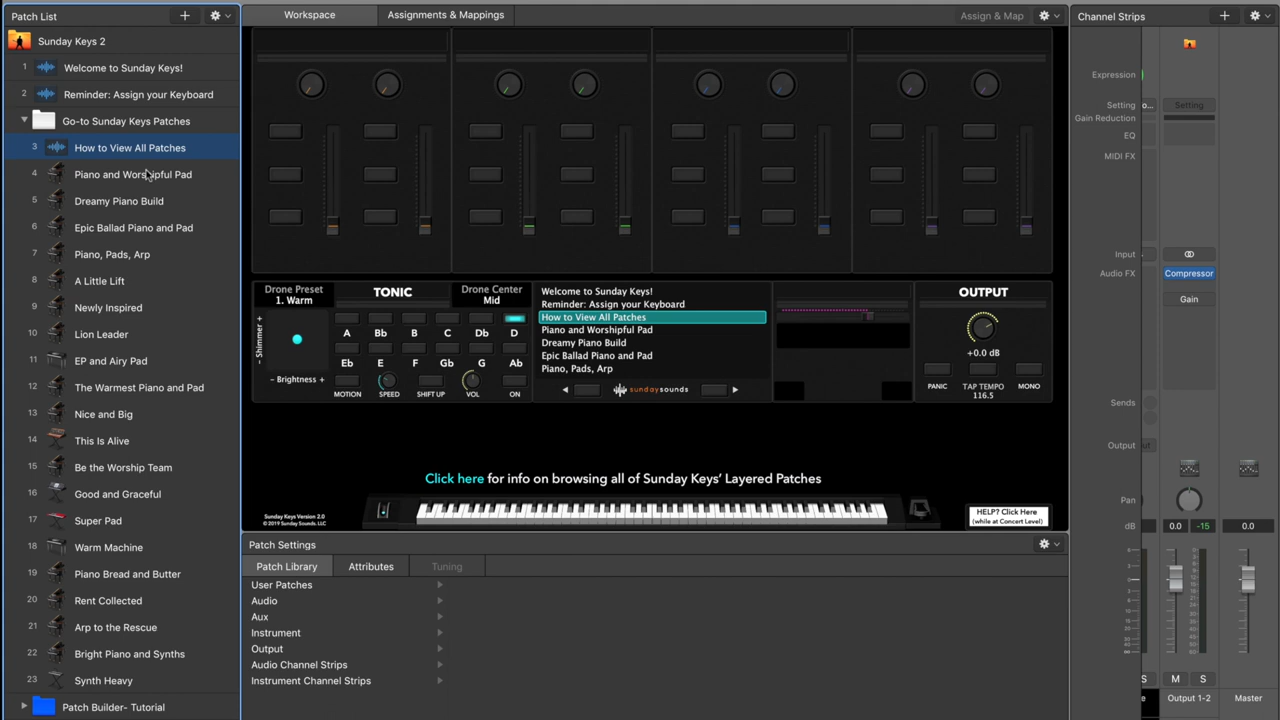 Patch List
Sunday Keys 2
1 Welcome to Sunday Keys!
2 Reminder: Assign your Keyboard
Go-to Sunday Keys Patches
3 How to View All Patches
4 Piano and Worshipful Pad
5 Dreamy Piano Build
6 Epic Ballad Piano and Pad
7 Piano, Pads, Arp
8 A Little Lift
9 Newly Inspired
10 Lion Leader
11 EP and Airy Pad
12 The Warmest Piano and Pad
13 Nice and Big
14 This Is Alive
15 Be the Worship Team
16 Good and Graceful
17 Super Pad
18 Warm Machine
19 Piano Bread and Butter
20 Rent Collected
21 Arp to the Rescue
22 Bright Piano and Synths
23 Synth Heavy
Patch Builder- Tutorial
Workspace
Assignments & Mappings
Assign & Map
Drone Preset
1. Warm
TONIC
Drone Center
Mid
– Shimmer +
– Brightness +
A Bb B C Db D
Eb E F Gb G Ab
MOTION SPEED SHIFT UP VOL ON
Welcome to Sunday Keys!
Reminder: Assign your Keyboard
How to View All Patches
Piano and Worshipful Pad
Dreamy Piano Build
Epic Ballad Piano and Pad
Piano, Pads, Arp
sundaysounds
OUTPUT
+0.0 dB
PANIC TAP TEMPO MONO
116.5
Click here for info on browsing all of Sunday Keys' Layered Patches
Sunday Keys Version 2.0
© 2019 Sunday Sounds, LLC
HELP? Click Here
(while at Concert Level)
Patch Settings
Patch Library
Attributes
Tuning
User Patches
Audio
Aux
Instrument
Output
Audio Channel Strips
Instrument Channel Strips
Channel Strips
Expression
Setting
Setting
Gain Reduction
EQ
MIDI FX
Input
Audio FX
Compressor
Gain
Sends
Output
Pan
dB 0.0 -15 0.0
M S
Output 1-2
Master